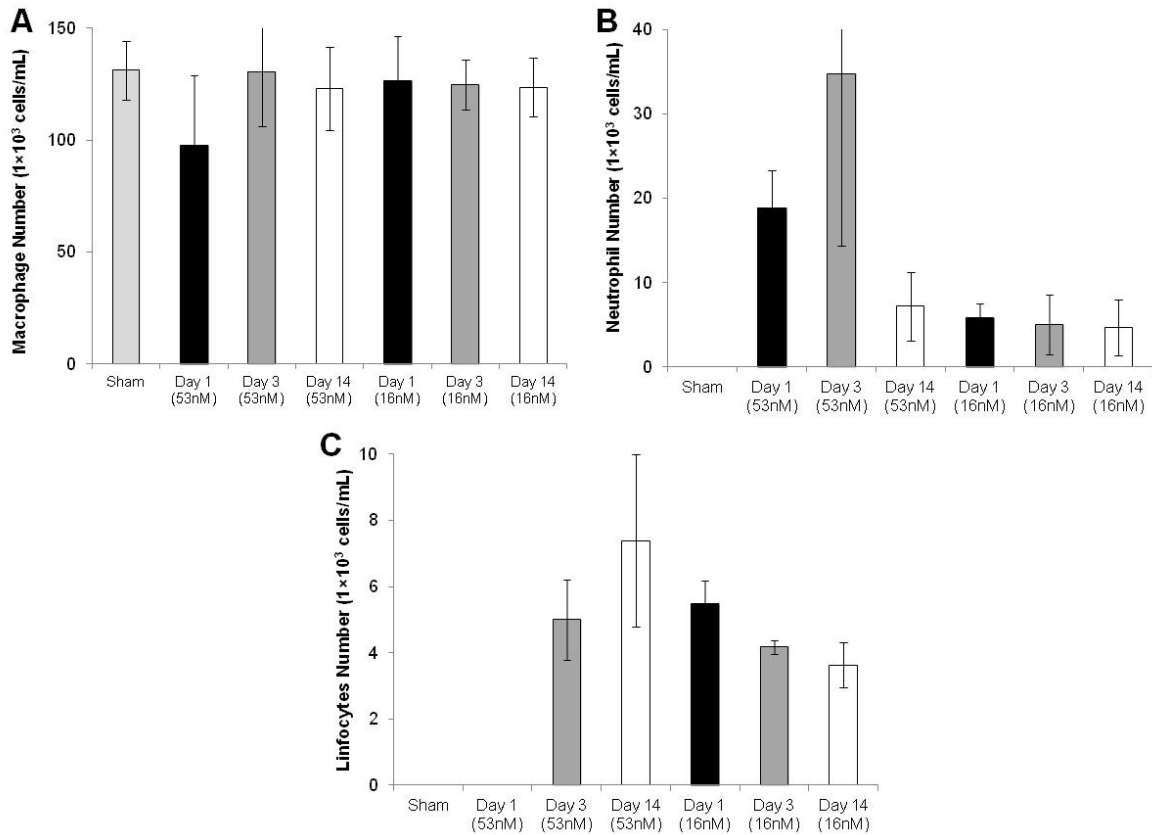 A
Macrophage Number (1×10³ cells/mL)
150
100
50
0
Sham
Day 1
(53nM)
Day 3
(53nM)
Day 14
(53nM)
Day 1
(16nM)
Day 3
(16nM)
Day 14
(16nM)
B
Neutrophil Number (1×10³ cells/mL)
40
30
20
10
0
Sham
Day 1
(53nM)
Day 3
(53nM)
Day 14
(53nM)
Day 1
(16nM)
Day 3
(16nM)
Day 14
(16nM)
C
Linfocytes Number (1×10³ cells/mL)
10
8
6
4
2
0
Sham
Day 1
(53nM)
Day 3
(53nM)
Day 14
(53nM)
Day 1
(16nM)
Day 3
(16nM)
Day 14
(16nM)